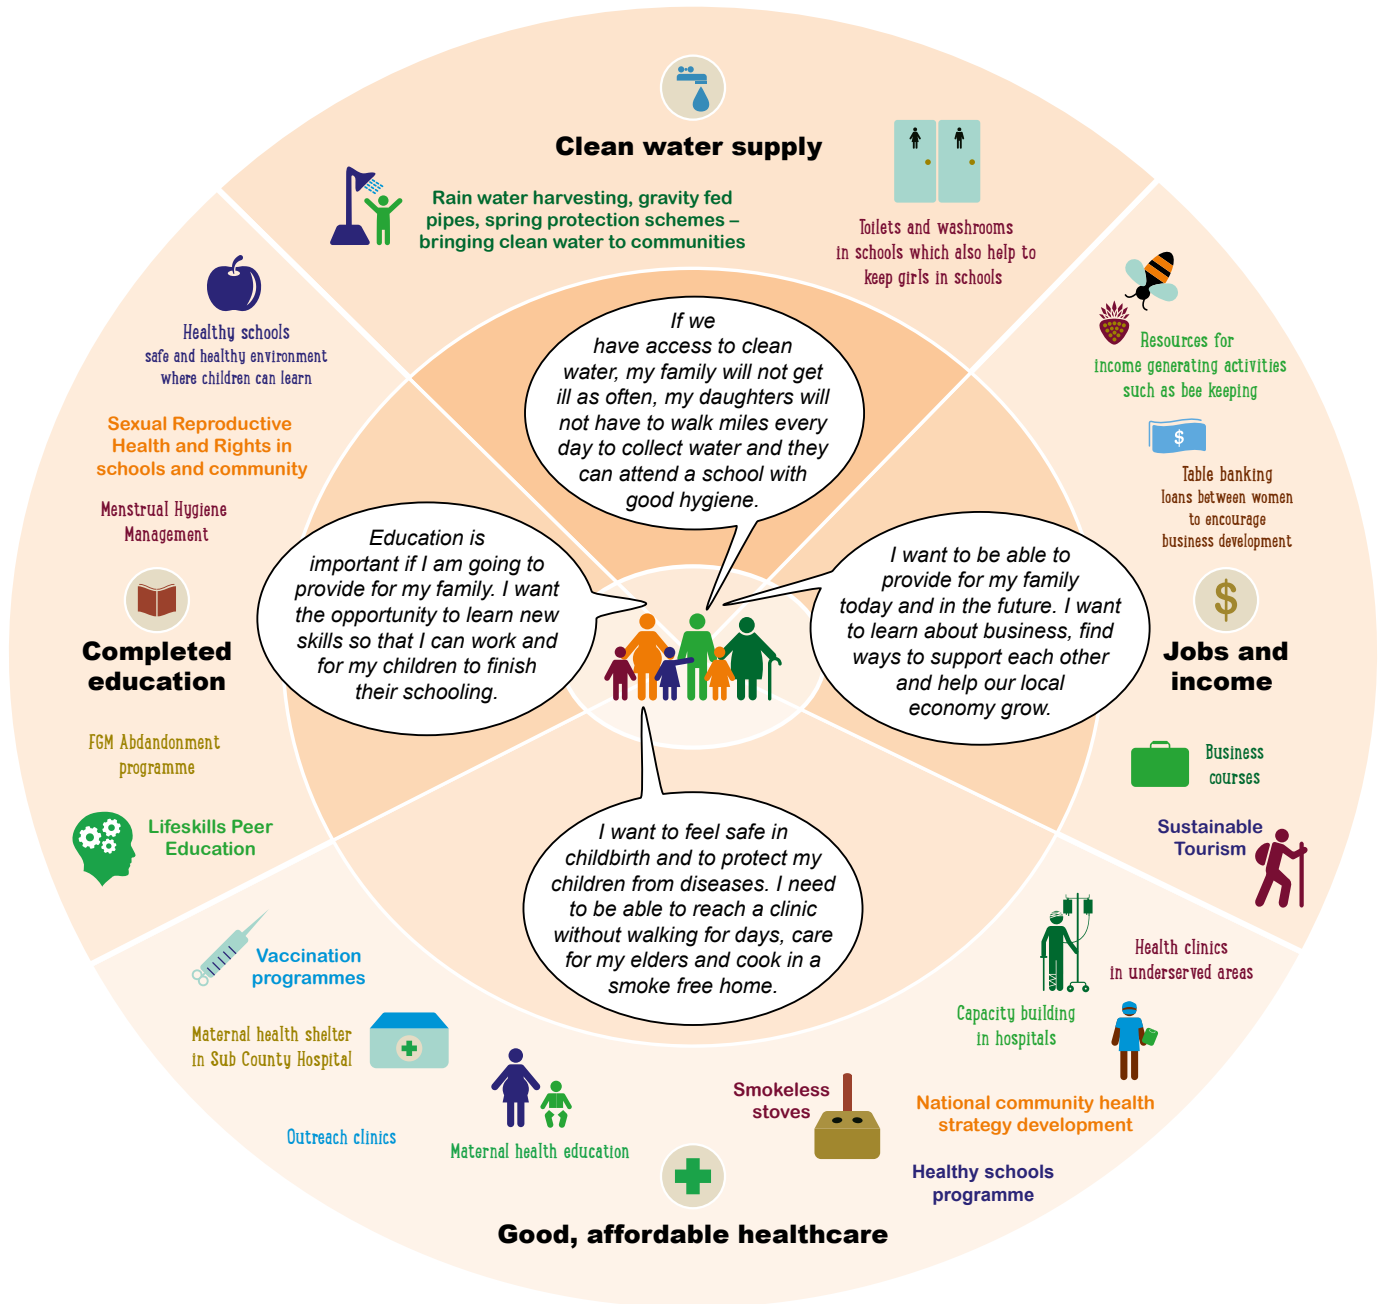 Clean water supply
Rain water harvesting, gravity fed
pipes, spring protection schemes –
bringing clean water to communities
Toilets and washrooms
in schools which also help to
keep girls in schools
If we
have access to clean
water, my family will not get
ill as often, my daughters will
not have to walk miles every
day to collect water and they
can attend a school with
good hygiene.
Resources for
income generating activities
such as bee keeping
$
Table banking
loans between women
to encourage
business development
$
Jobs and
income
Business
courses
Sustainable
Tourism
I want to be able to
provide for my family
today and in the future. I want
to learn about business, find
ways to support each other
and help our local
economy grow.
Healthy schools
safe and healthy environment
where children can learn
Sexual Reproductive
Health and Rights in
schools and community
Menstrual Hygiene
Management
Completed
education
FGM Abdandonment
programme
Lifeskills Peer
Education
Education is
important if I am going to
provide for my family. I want
the opportunity to learn new
skills so that I can work and
for my children to finish
their schooling.
I want to feel safe in
childbirth and to protect my
children from diseases. I need
to be able to reach a clinic
without walking for days, care
for my elders and cook in a
smoke free home.
Vaccination
programmes
Maternal health shelter
in Sub County Hospital
Outreach clinics
Maternal health education
Smokeless
stoves
Health clinics
in underserved areas
Capacity building
in hospitals
National community health
strategy development
Healthy schools
programme
Good, affordable healthcare